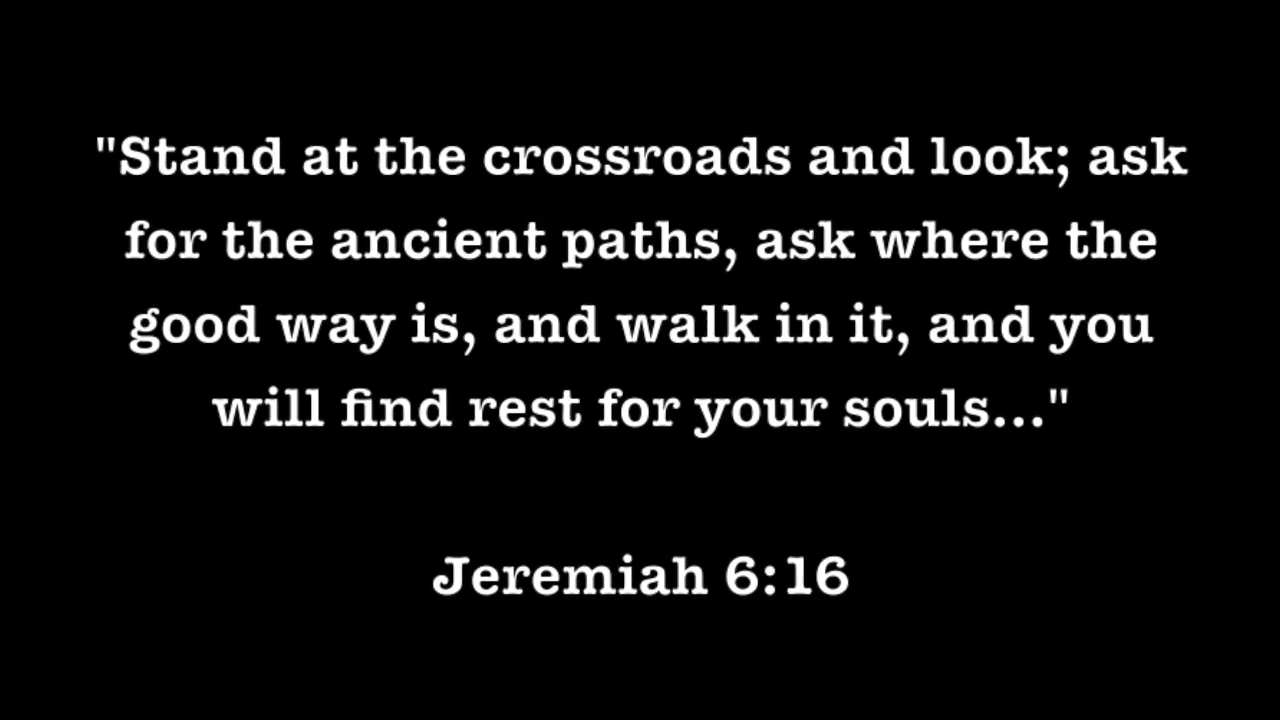 "Stand at the crossroads and look; ask
for the ancient paths, ask where the
good way is, and walk in it, and you
will find rest for your souls..."
Jeremiah 6:16